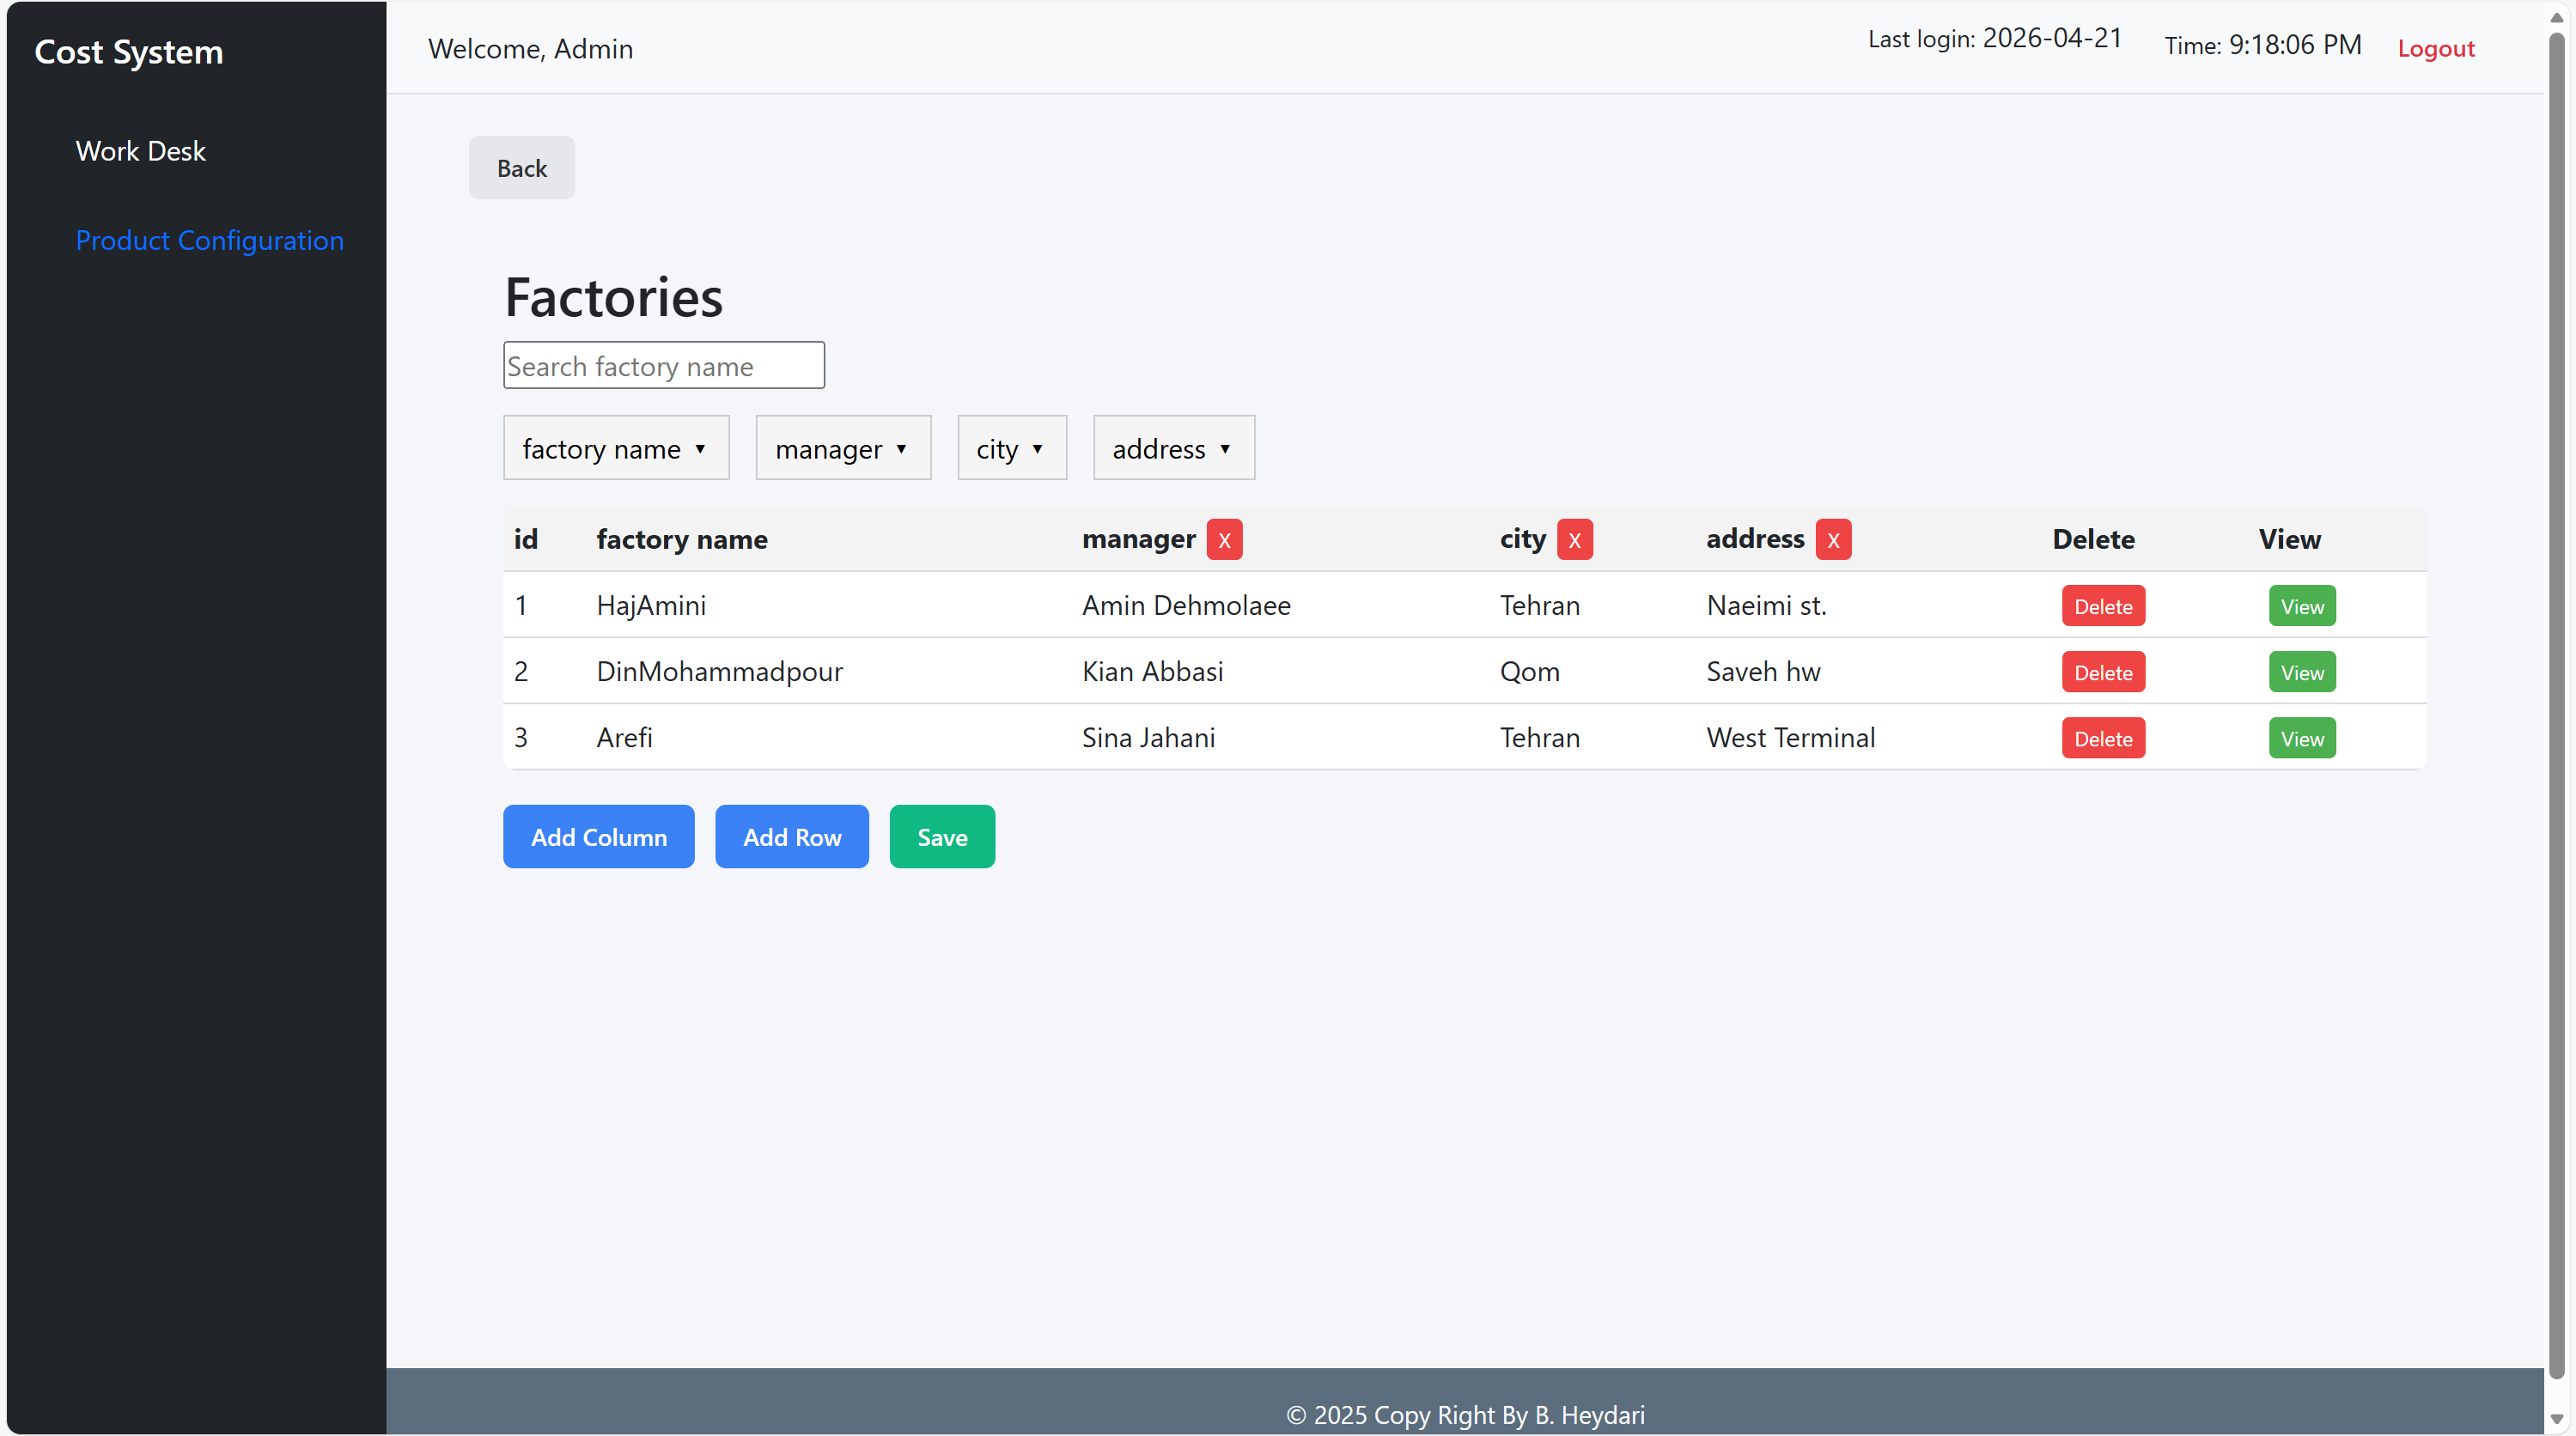 Cost System
Work Desk
Product Configuration
Welcome, Admin
Last login: 2026-04-21
Time: 9:18:06 PM
Logout
Back
Factories
Search factory name
factory name ▼ manager ▼ city ▼ address ▼
id factory name manager X city X address X Delete View
1 HajAmini Amin Dehmolaee Tehran Naeimi st. Delete View
2 DinMohammadpour Kian Abbasi Qom Saveh hw Delete View
3 Arefi Sina Jahani Tehran West Terminal Delete View
Add Column Add Row Save
© 2025 Copy Right By B. Heydari